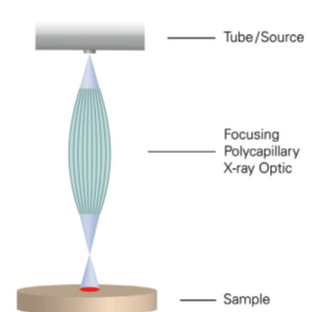 Tube/Source
Focusing
Polycapillary
X-ray Optic
Sample